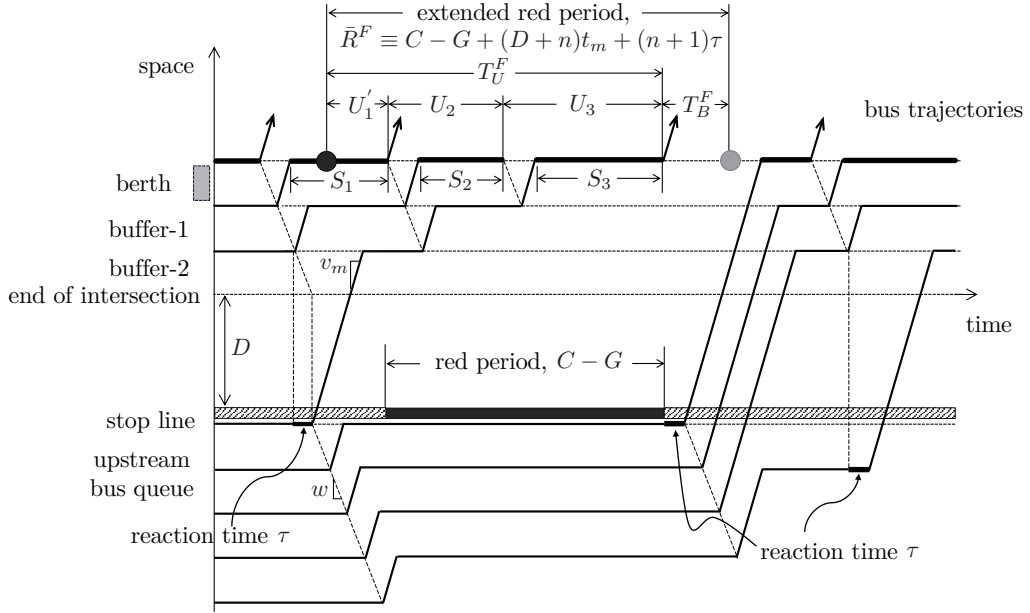 extended red period,
R̄^F ≡ C − G + (D + n)t_m + (n + 1)τ
space
T_U^F
U_1^' U_2 U_3 T_B^F
bus trajectories
berth
S_1 S_2 S_3
buffer-1
buffer-2
v_m
end of intersection
time
D
red period, C − G
stop line
upstream
bus queue
w
reaction time τ
reaction time τ